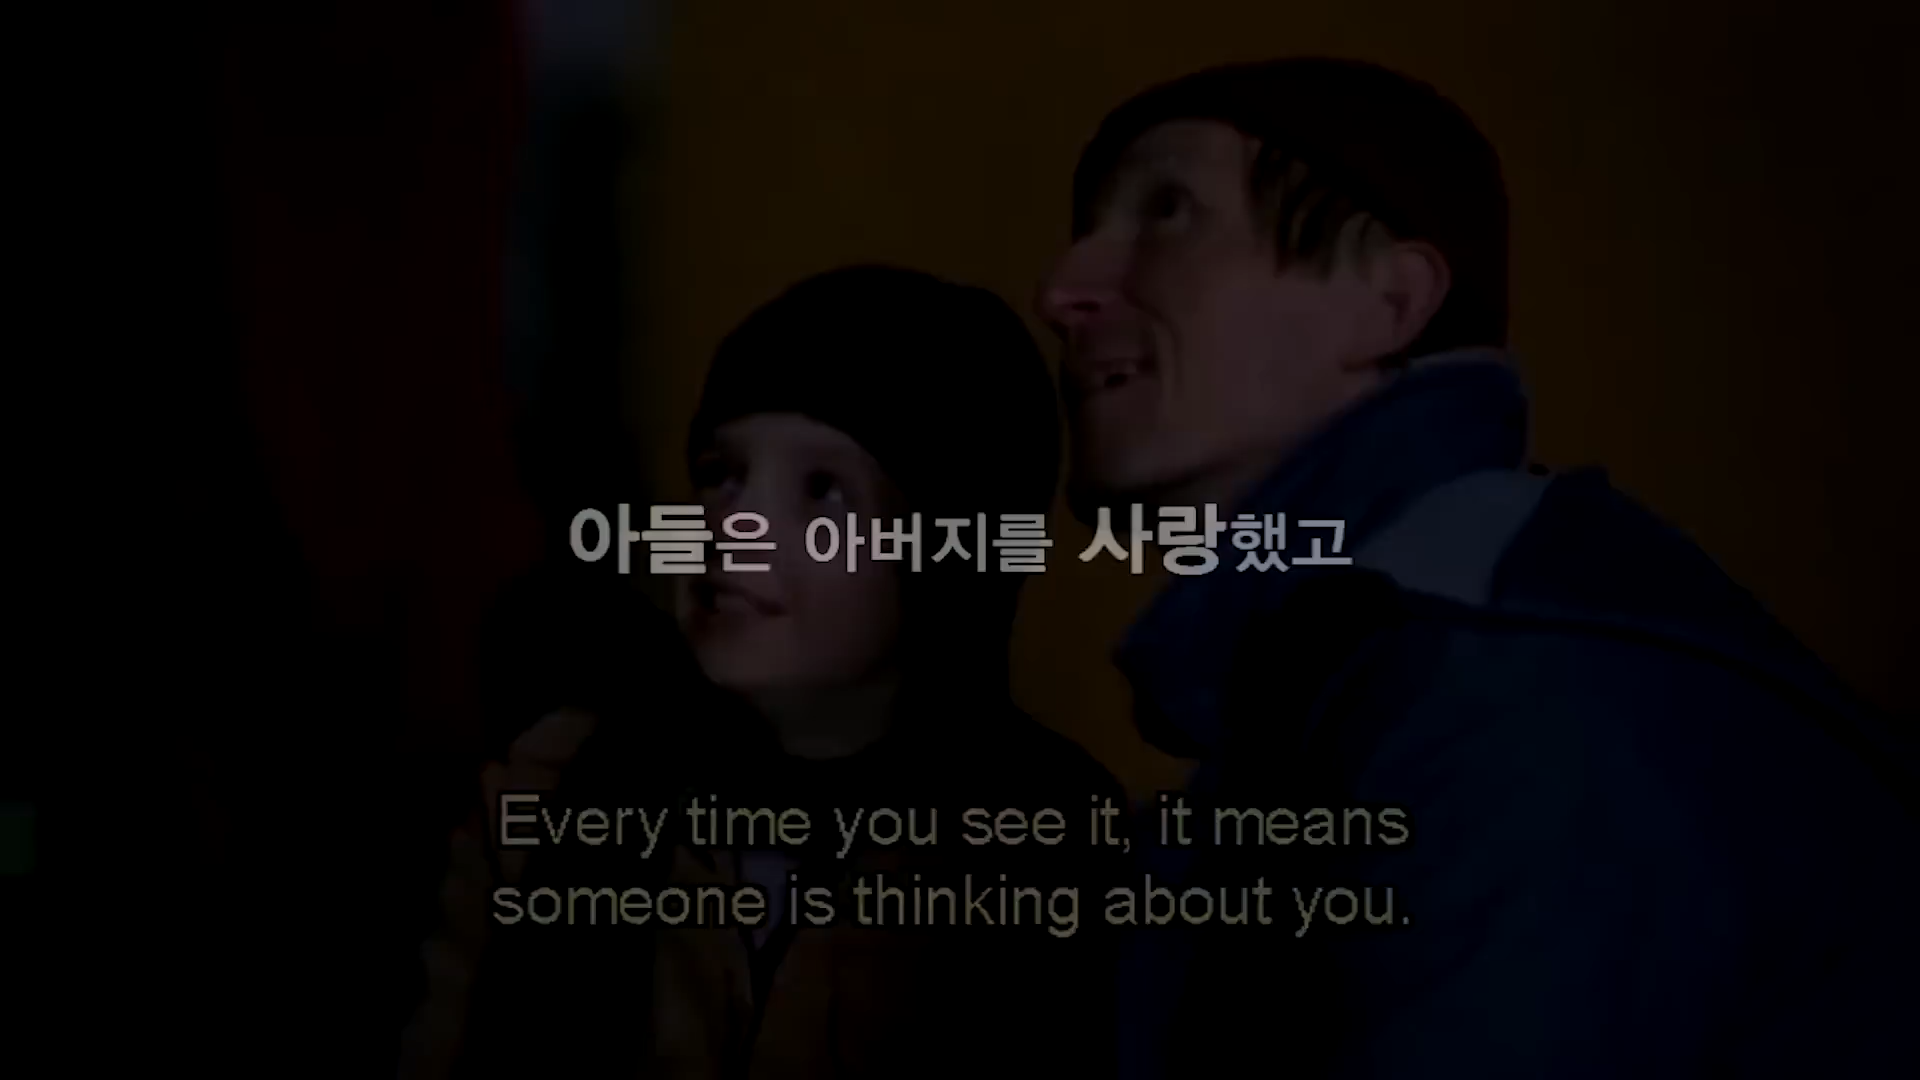 아들은 아버지를 사랑했고
Every time you see it, it means
someone is thinking about you.